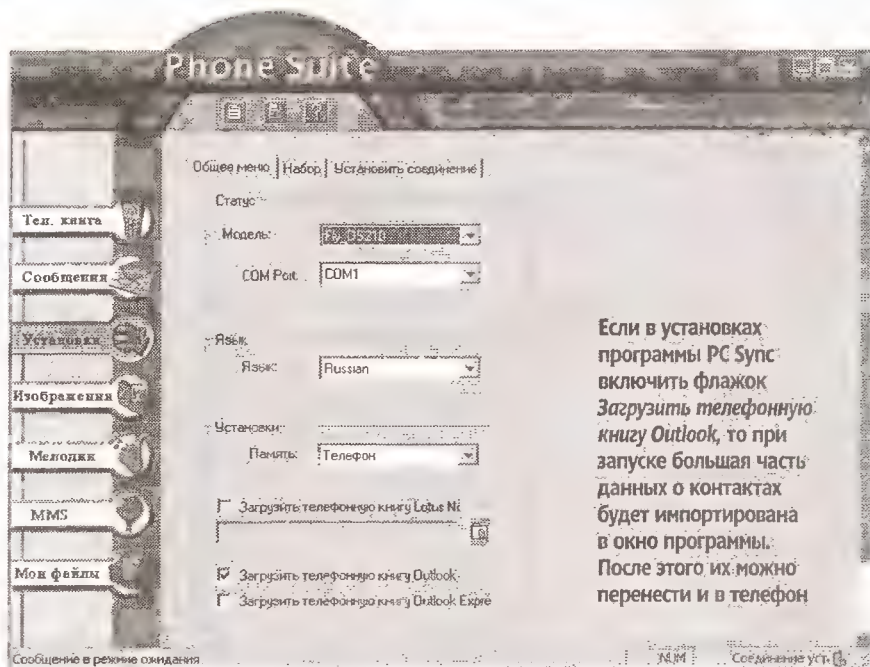 Phone Suite
Общее меню Набор Установить соединение
Статус
Модель:
COM Port: COM1
Язык
Язык: Russian
Установки
Память: Телефон
Загрузить телефонную книгу Lotus
Загрузить телефонную книгу Outlook
Загрузить телефонную книгу Outlook Expre
Тел. книга
Сообщения
Установки
Изображения
Мелодии
MMS
Мои файлы
Если в установках
программы PC Sync
включить флажок
Загрузить телефонную
книгу Outlook, то при
запуске большая часть
данных о контактах
будет импортирована
в окно программы.
После этого их можно
перенести и в телефон
Сообщение в режиме ожидания
NUM
Соединение уст.